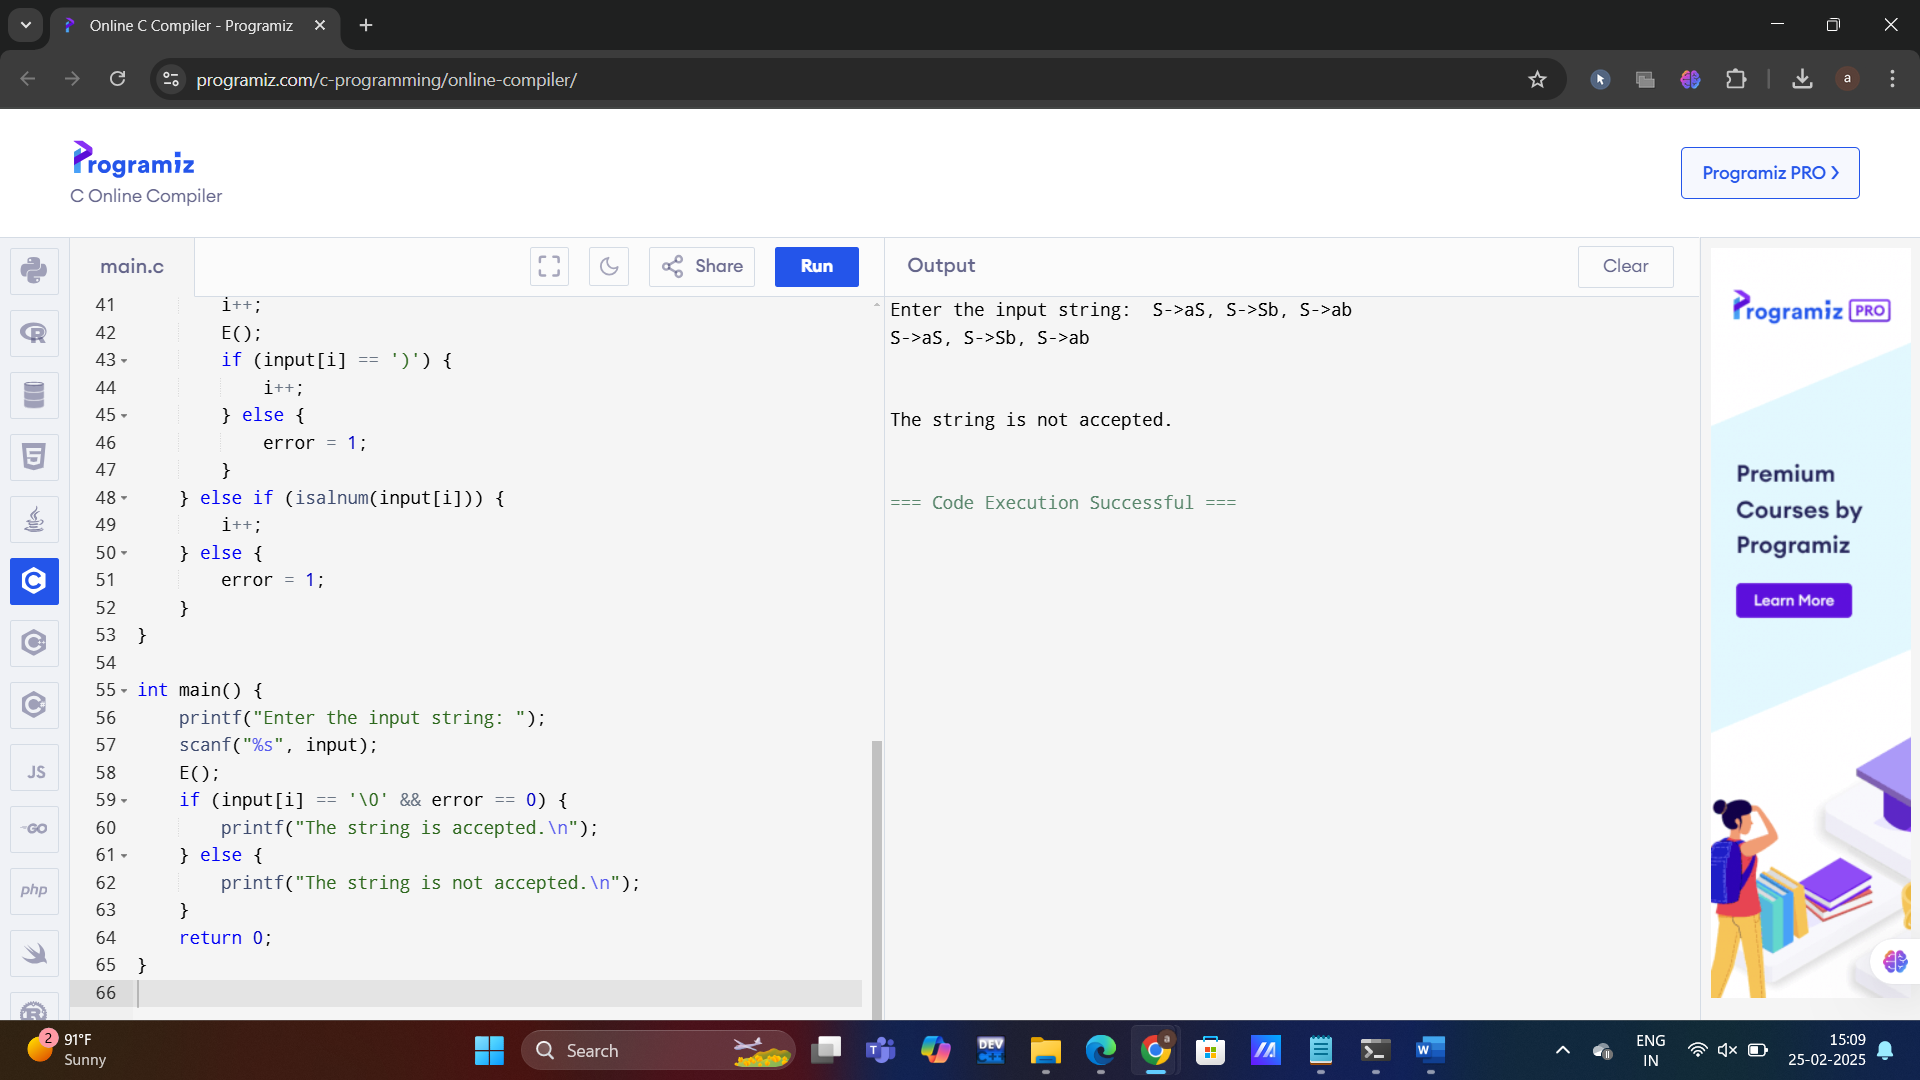 Online C Compiler - Programiz
programiz.com/c-programming/online-compiler/
a
Programiz
C Online Compiler
Programiz PRO
main.c
Share
Run
Output
Clear
41 i++;
42 E();
43 if (input[i] == ')') {
44 i++;
45 } else {
46 error = 1;
47 }
48 } else if (isalnum(input[i])) {
49 i++;
50 } else {
51 error = 1;
52 }
53 }
54
55 int main() {
56 printf("Enter the input string: ");
57 scanf("%s", input);
58 E();
59 if (input[i] == '\0' && error == 0) {
60 printf("The string is accepted.\n");
61 } else {
62 printf("The string is not accepted.\n");
63 }
64 return 0;
65 }
66
Enter the input string:  S->aS, S->Sb, S->ab
S->aS, S->Sb, S->ab
The string is not accepted.
=== Code Execution Successful ===
JS
GO
php
Programiz PRO
Premium
Courses by
Programiz
Learn More
2
91°F
Sunny
Search
DEV
C++
a
W
ENG
IN
15:09
25-02-2025